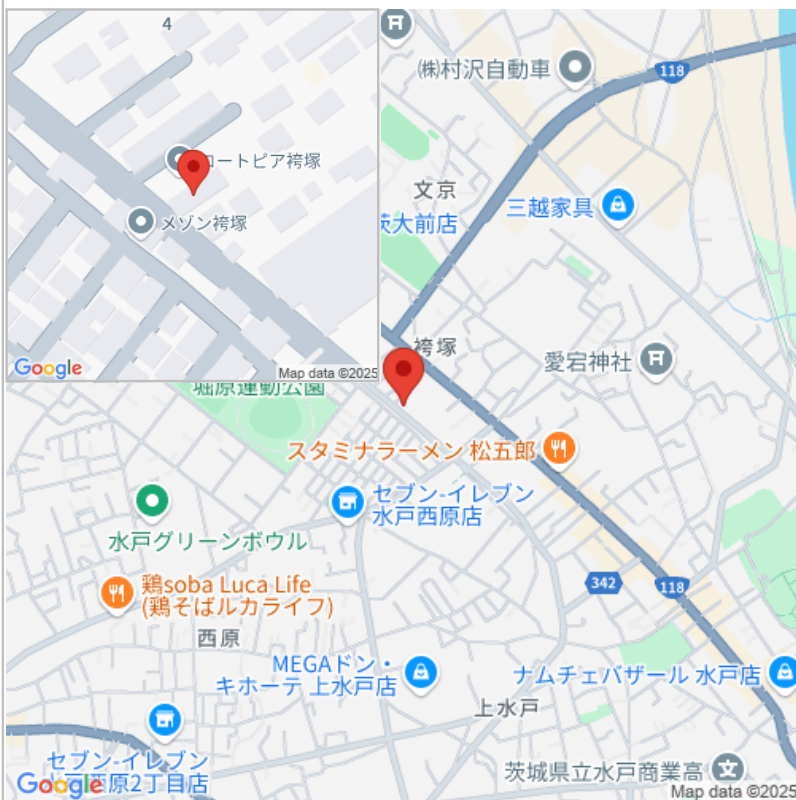 4
コートピア袴塚
メゾン袴塚
Google
Map data ©2025
(株)村沢自動車
118
文京
茨大前店
三越家具
袴塚
愛宕神社
堀原運動公園
スタミナラーメン 松五郎
セブン-イレブン
水戸西原店
水戸グリーンボウル
鶏soba Luca Life
(鶏そばルカライフ)
342
118
西原
MEGAドン・
キホーテ 上水戸店
ナムチェバザール 水戸店
上水戸
セブン-イレブン
水戸西原2丁目店
茨城県立水戸商業高
Google
Map data ©2025